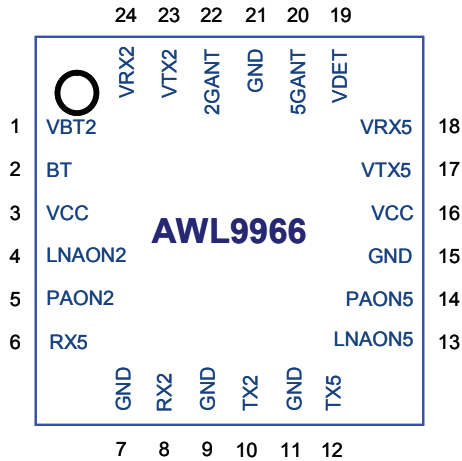 24 23 22 21 20 19
VRX2 VTX2 2GANT GND 5GANT VDET
1 VBT2 VRX5 18
2 BT VTX5 17
3 VCC VCC 16
AWL9966
4 LNAON2 GND 15
5 PAON2 PAON5 14
6 RX5 LNAON5 13
GND RX2 GND TX2 GND TX5
7 8 9 10 11 12